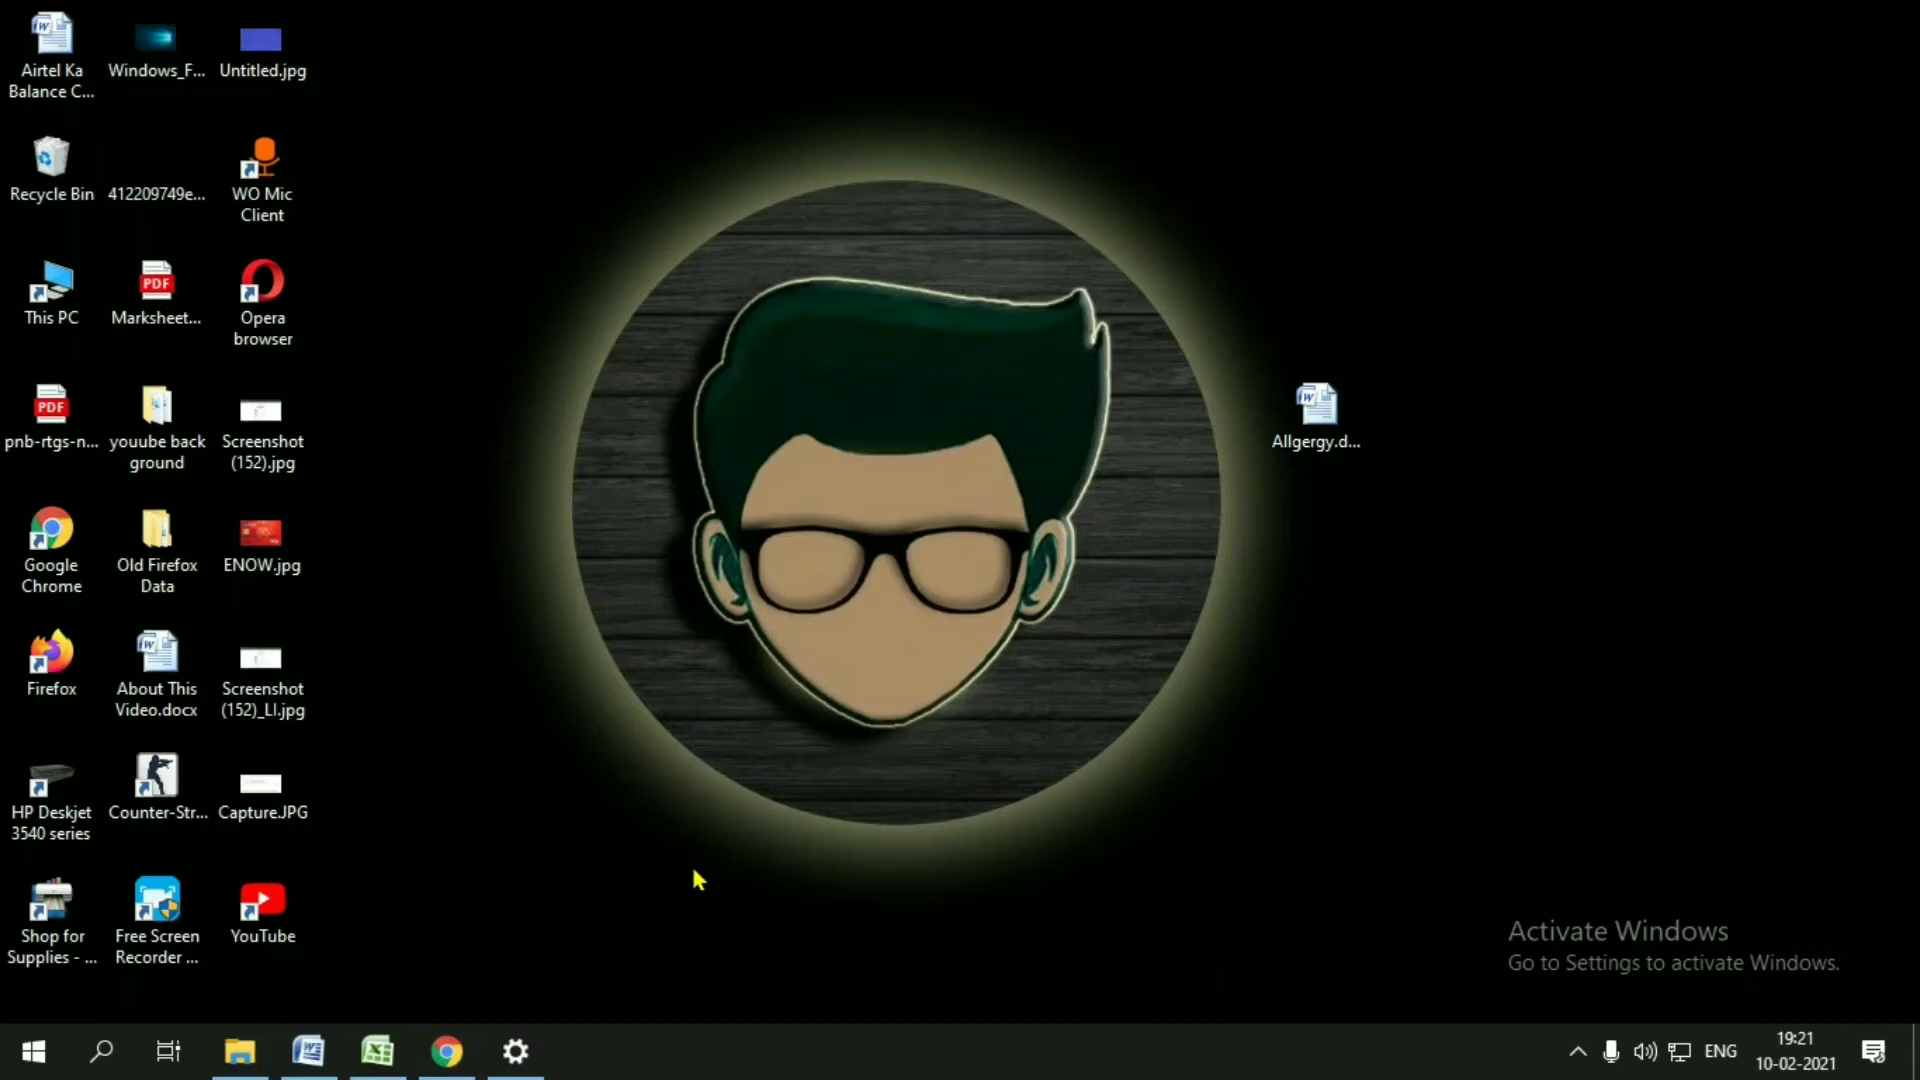 Airtel Ka
Balance C...
Windows_F...
Untitled.jpg
Recycle Bin
412209749e...
WO Mic
Client
This PC
PDF
Marksheet...
Opera
browser
PDF
pnb-rtgs-n...
youube back
ground
Screenshot
(152).jpg
Allgergy.d...
Google
Chrome
Old Firefox
Data
ENOW.jpg
Firefox
About This
Video.docx
Screenshot
(152)_LI.jpg
HP Deskjet
3540 series
Counter-Str...
Capture.JPG
Shop for
Supplies - ...
Free Screen
Recorder ...
YouTube
Activate Windows
Go to Settings to activate Windows.
ENG
19:21
10-02-2021